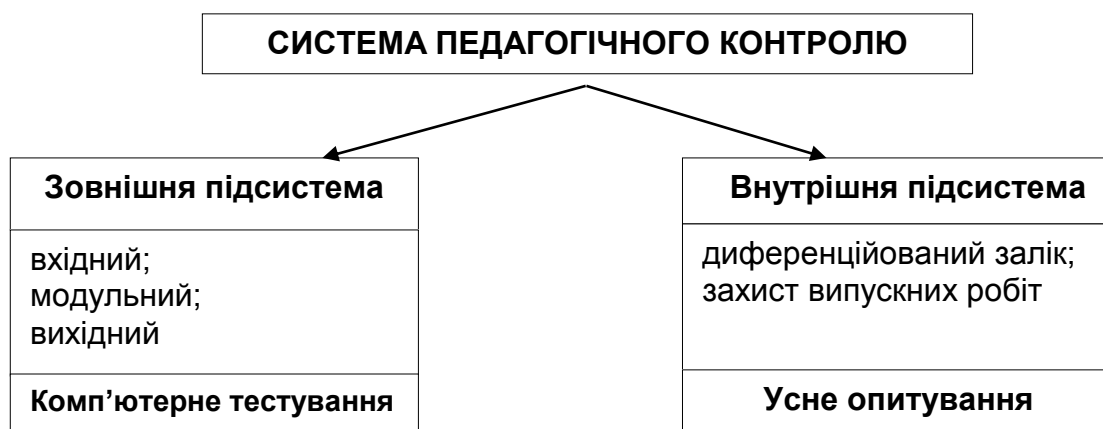 СИСТЕМА ПЕДАГОГІЧНОГО КОНТРОЛЮ
Зовнішня підсистема
вхідний;
модульний;
вихідний
Комп’ютерне тестування
Внутрішня підсистема
диференційований залік;
захист випускних робіт
Усне опитування